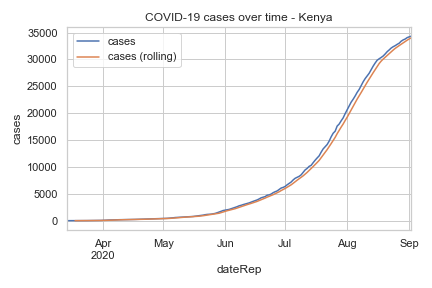 COVID-19 cases over time - Kenya
cases
cases (rolling)
35000
30000
25000
20000
15000
10000
5000
0
cases
Apr
2020
May
Jun
Jul
Aug
Sep
dateRep